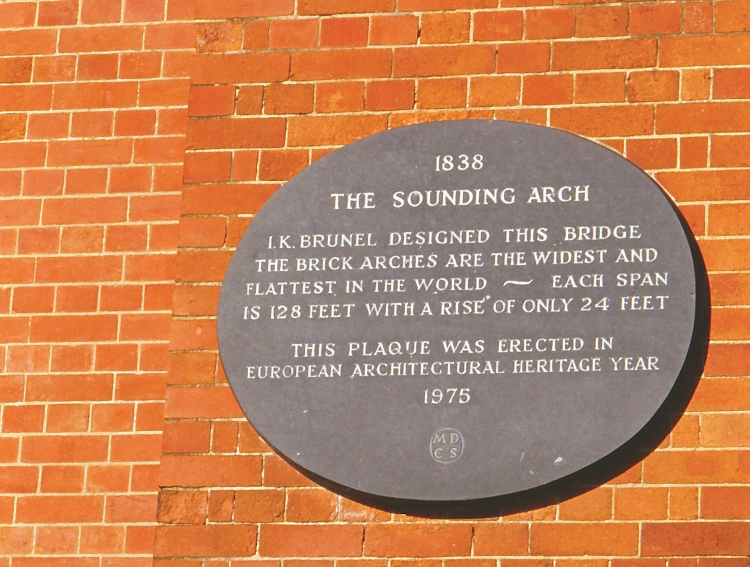 1838
THE SOUNDING ARCH
I.K. BRUNEL DESIGNED THIS BRIDGE
THE BRICK ARCHES ARE THE WIDEST AND
FLATTEST IN THE WORLD ~ EACH SPAN
IS 128 FEET WITH A RISE OF ONLY 24 FEET
THIS PLAQUE WAS ERECTED IN
EUROPEAN ARCHITECTURAL HERITAGE YEAR
1975
MD
CS